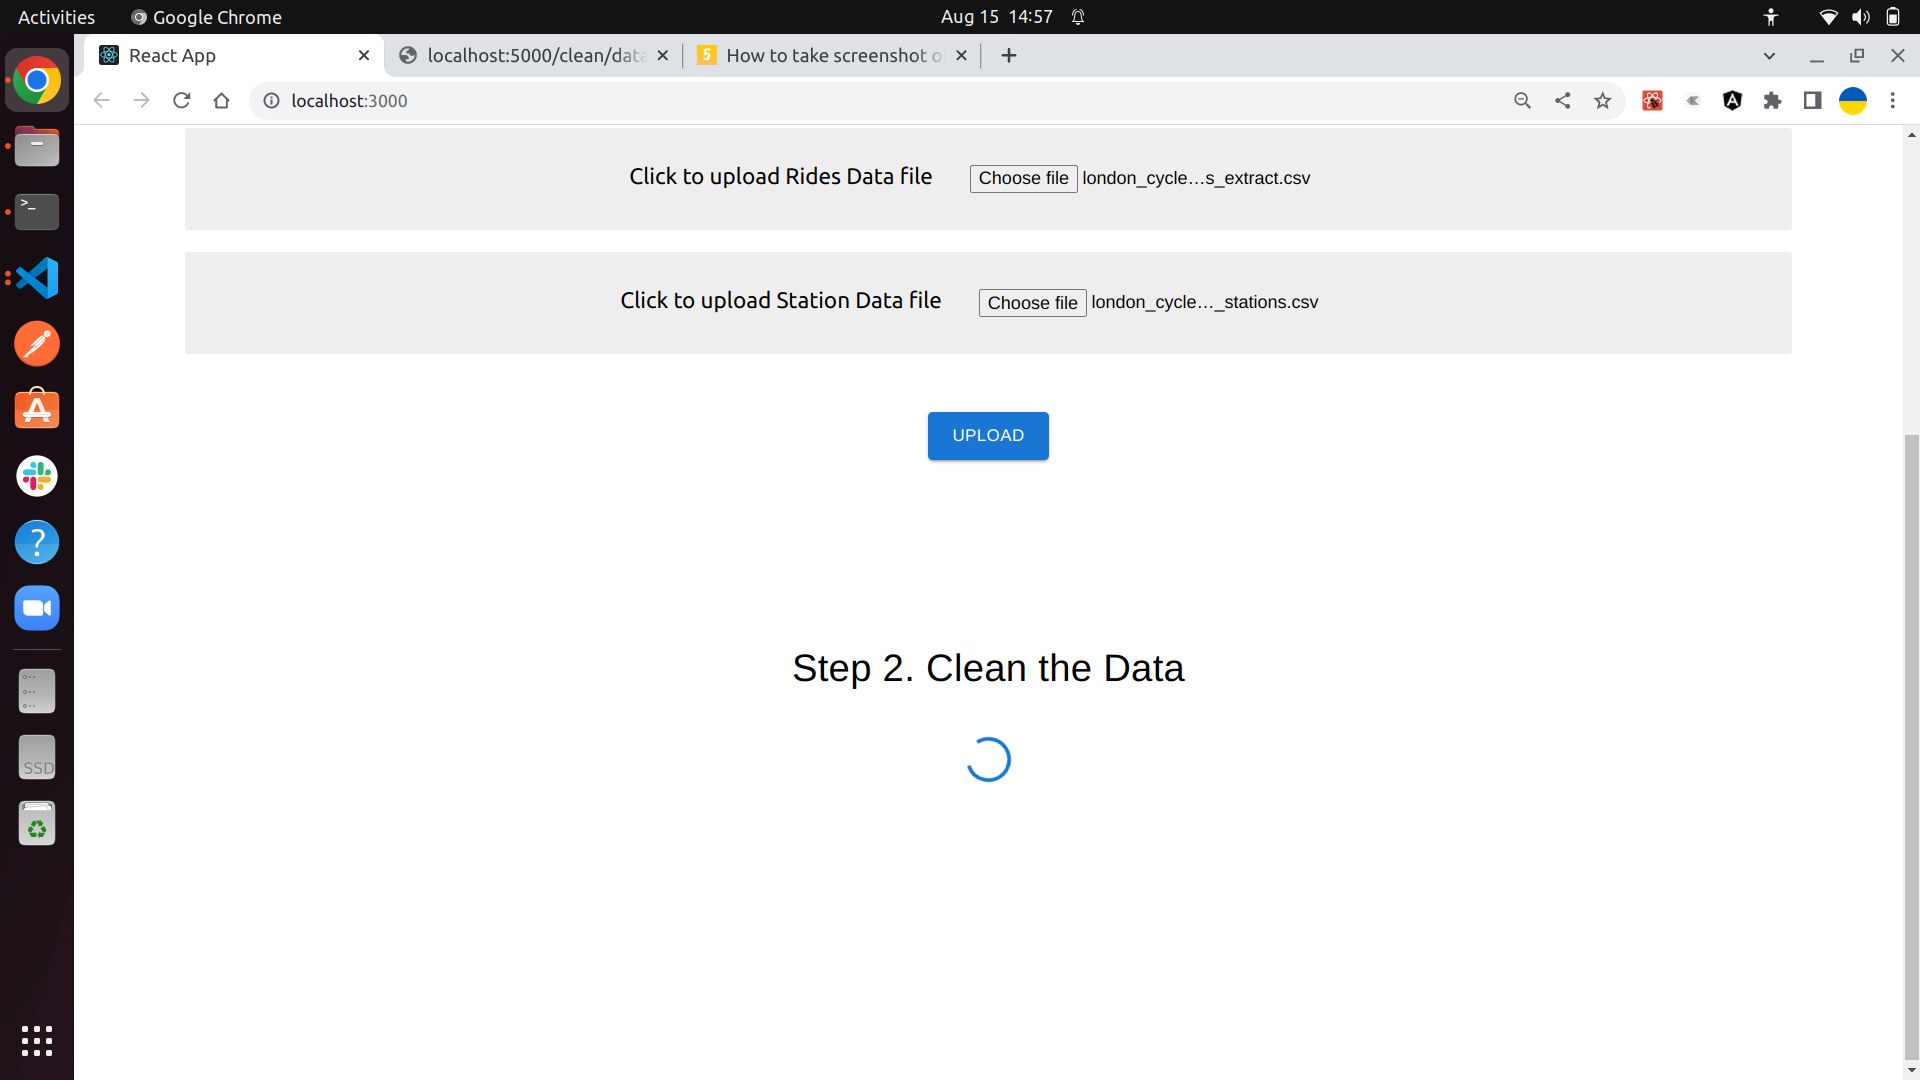 Activities
Google Chrome
Aug 15 14:57
React App
localhost:5000/clean/data
How to take screenshot o
localhost:3000
Click to upload Rides Data file
Choose file
london_cycle…s_extract.csv
Click to upload Station Data file
Choose file
london_cycle…_stations.csv
UPLOAD
Step 2. Clean the Data
SSD